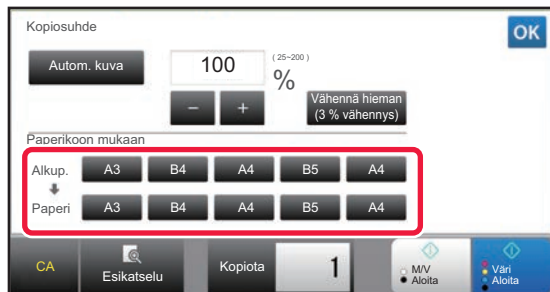 Kopiosuhde
OK
Autom. kuva
100
(25~200)
%
− +
Vähennä hieman
(3 % vähennys)
Paperikoon mukaan
Alkup. A3 B4 A4 B5 A4
Paperi A3 B4 A4 B5 A4
CA
Esikatselu
Kopiota
1
M/V
Aloita
Väri
Aloita